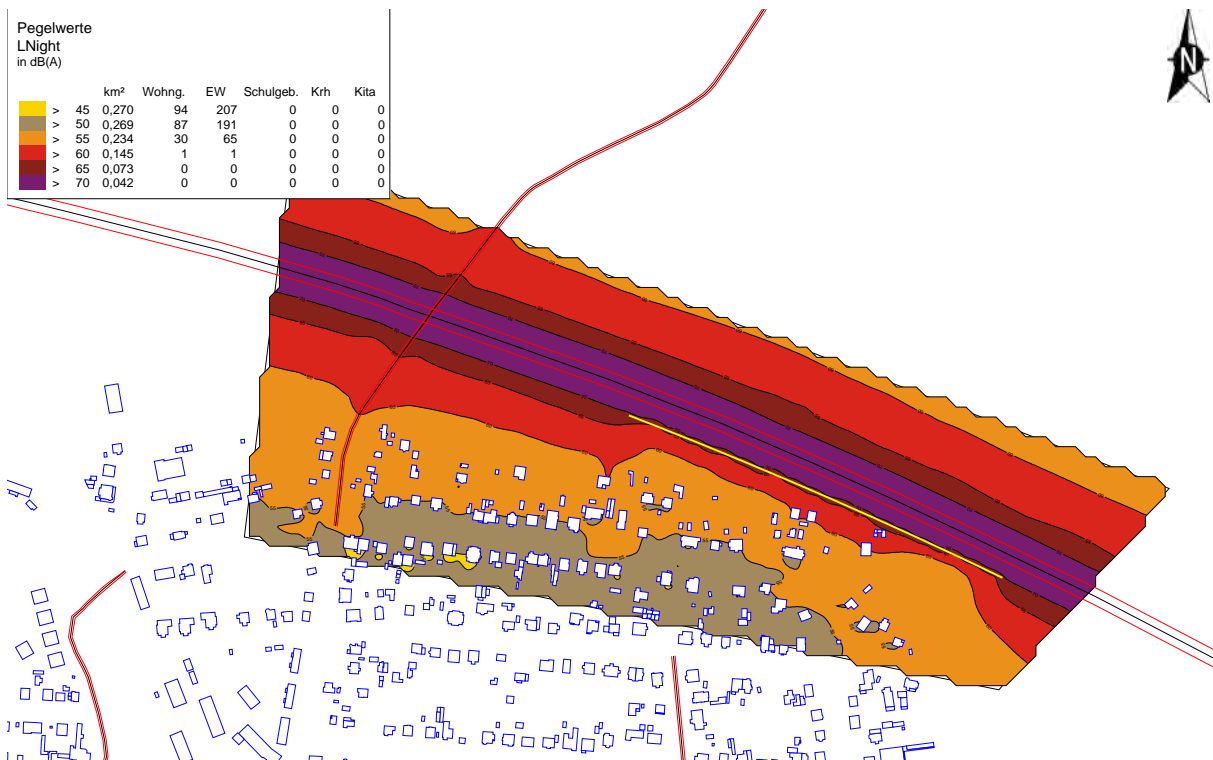 Pegelwerte
LNight
in dB(A)
km² Wohng. EW Schulgeb. Krh Kita
> 45 0,270 94 207 0 0 0
> 50 0,269 87 191 0 0 0
> 55 0,234 30 65 0 0 0
> 60 0,145 1 1 0 0 0
> 65 0,073 0 0 0 0 0
> 70 0,042 0 0 0 0 0
N